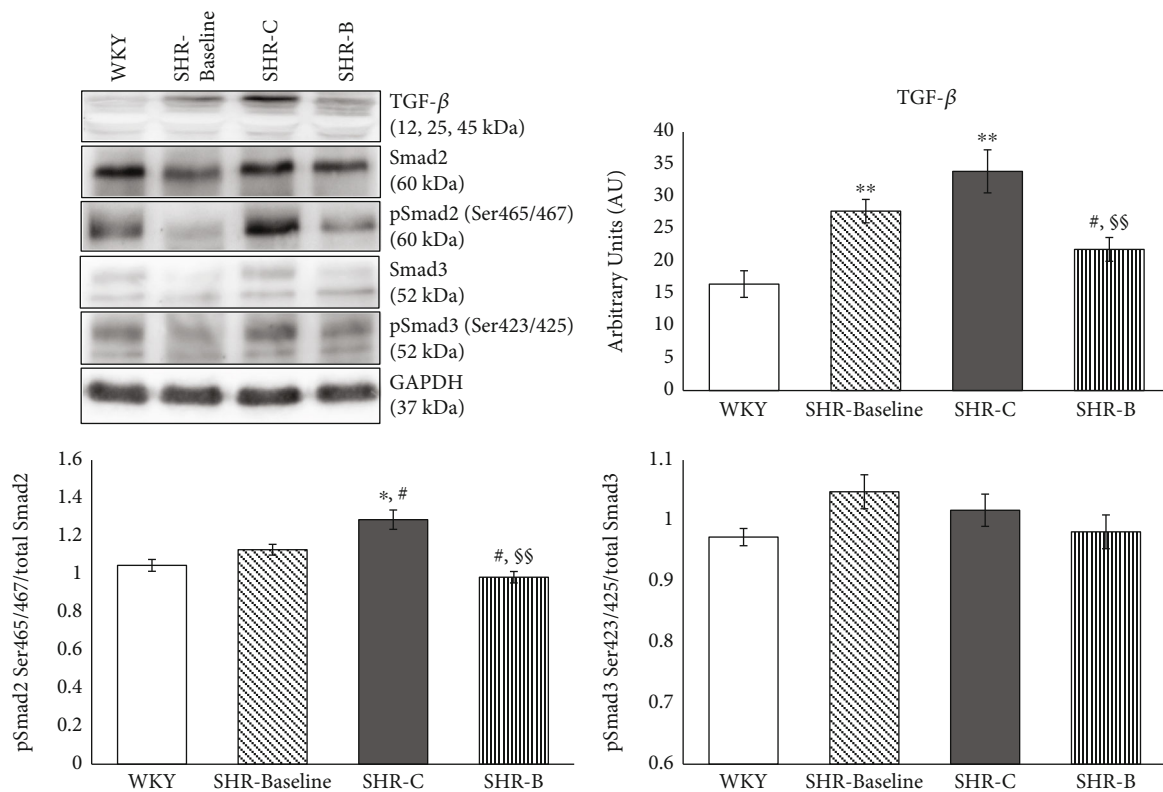 WKY
SHR-
Baseline
SHR-C
SHR-B
TGF-β
(12, 25, 45 kDa)
Smad2
(60 kDa)
pSmad2 (Ser465/467)
(60 kDa)
Smad3
(52 kDa)
pSmad3 (Ser423/425)
(52 kDa)
GAPDH
(37 kDa)
TGF-β
Arbitrary Units (AU)
40
35
30
25
20
15
10
5
0
**
**
#, §§
WKY
SHR-Baseline
SHR-C
SHR-B
pSmad2 Ser465/467/total Smad2
1.6
1.4
1.2
1
0.8
0.6
0.4
0.2
0
*, #
#, §§
WKY
SHR-Baseline
SHR-C
SHR-B
pSmad3 Ser423/425/total Smad3
1.1
1
0.9
0.8
0.7
0.6
WKY
SHR-Baseline
SHR-C
SHR-B